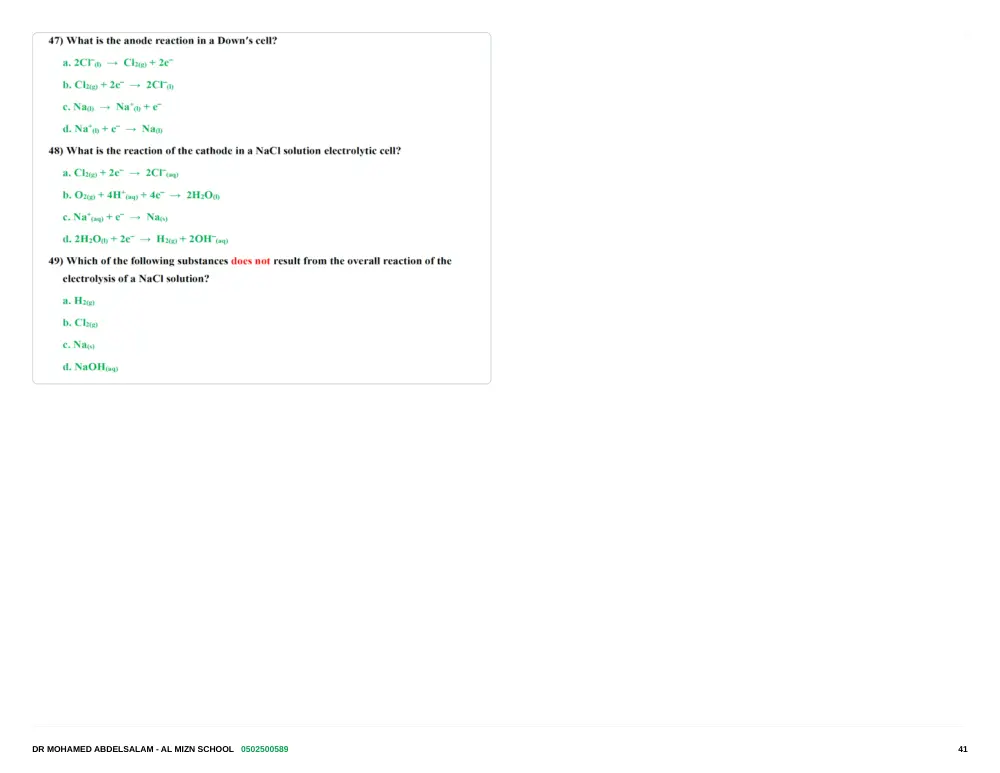 47) What is the anode reaction in a Down's cell?
a. 2Cl⁻(l) → Cl₂(g) + 2e⁻
b. Cl₂(g) + 2e⁻ → 2Cl⁻(l)
c. Na(l) → Na⁺(l) + e⁻
d. Na⁺(l) + e⁻ → Na(l)
48) What is the reaction of the cathode in a NaCl solution electrolytic cell?
a. Cl₂(g) + 2e⁻ → 2Cl⁻(aq)
b. O₂(g) + 4H⁺(aq) + 4e⁻ → 2H₂O(l)
c. Na⁺(aq) + e⁻ → Na(s)
d. 2H₂O(l) + 2e⁻ → H₂(g) + 2OH⁻(aq)
49) Which of the following substances does not result from the overall reaction of the
electrolysis of a NaCl solution?
a. H₂(g)
b. Cl₂(g)
c. Na(s)
d. NaOH(aq)
DR MOHAMED ABDELSALAM - AL MIZN SCHOOL 0502500589 41